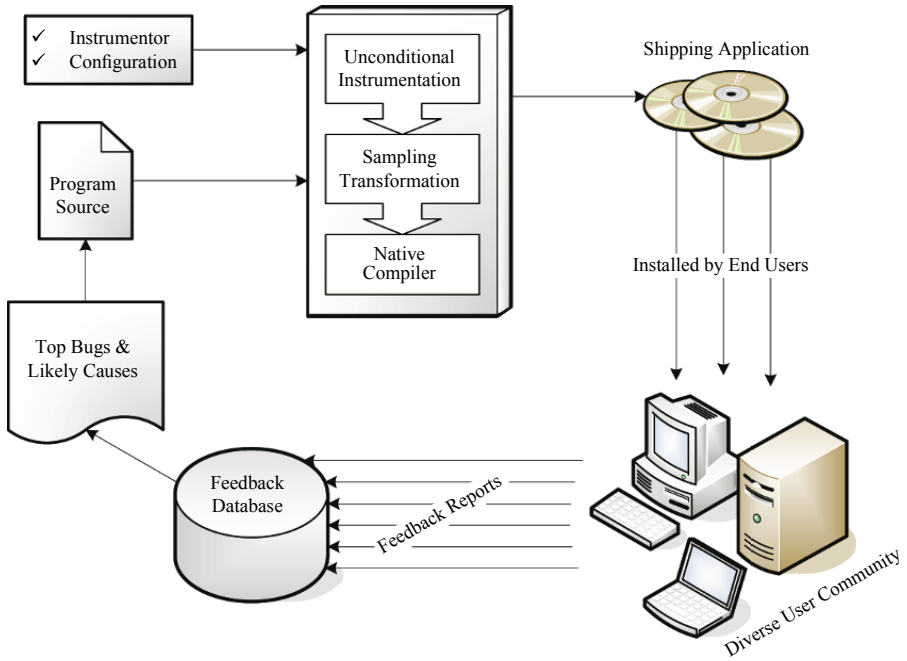 ✓ Instrumentor
✓ Configuration
Unconditional
Instrumentation
Shipping Application
Program
Source
Sampling
Transformation
Native
Compiler
Installed by End Users
Top Bugs &
Likely Causes
Feedback
Database
Feedback Reports
Diverse User Community